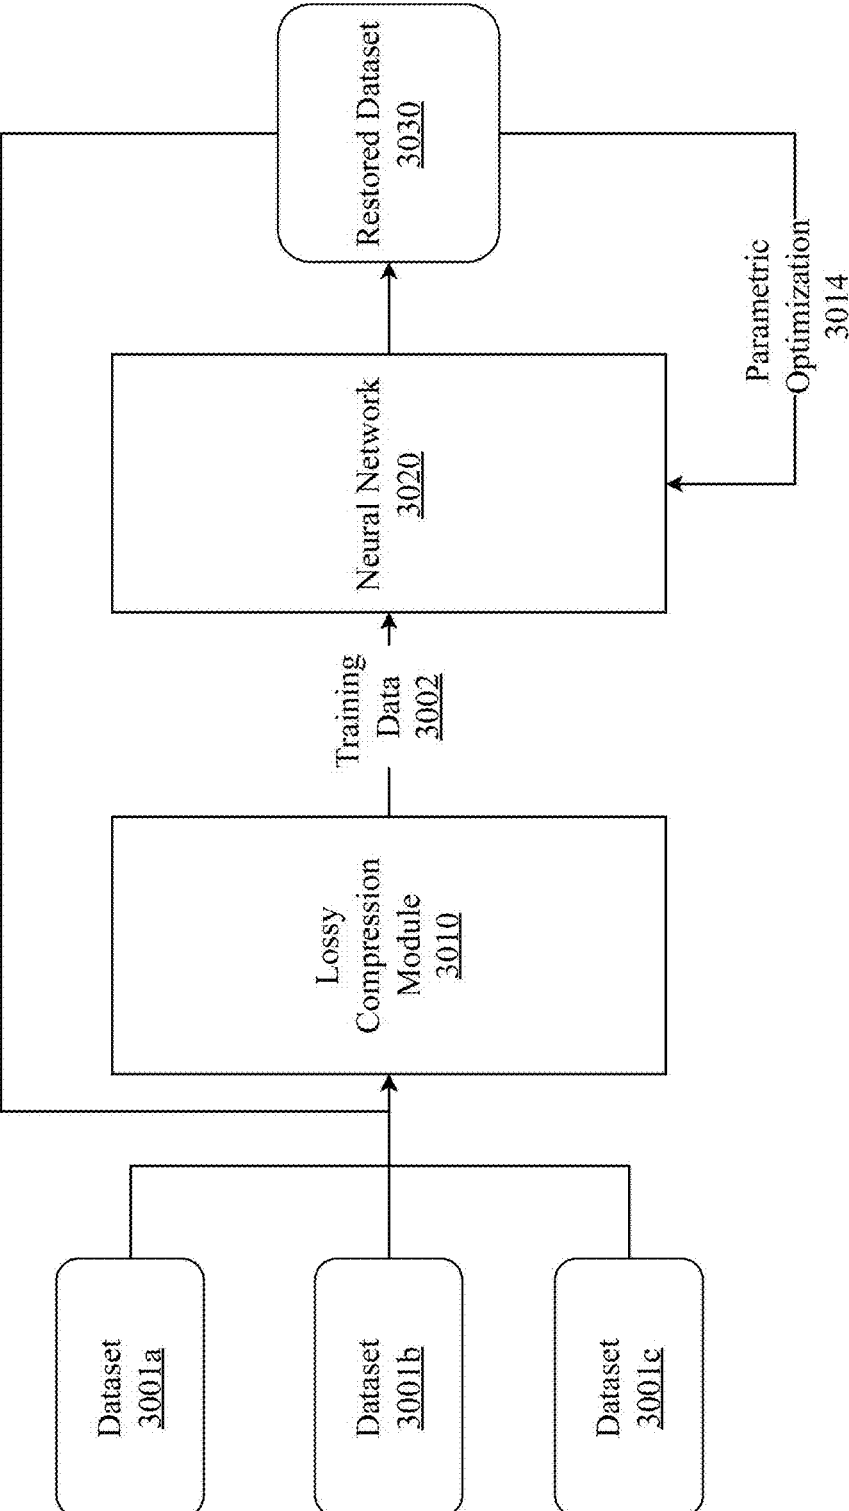 Dataset
3001a
Dataset
3001b
Dataset
3001c
Lossy
Compression
Module
3010
Training
Data
3002
Neural Network
3020
Restored Dataset
3030
Parametric
Optimization
3014